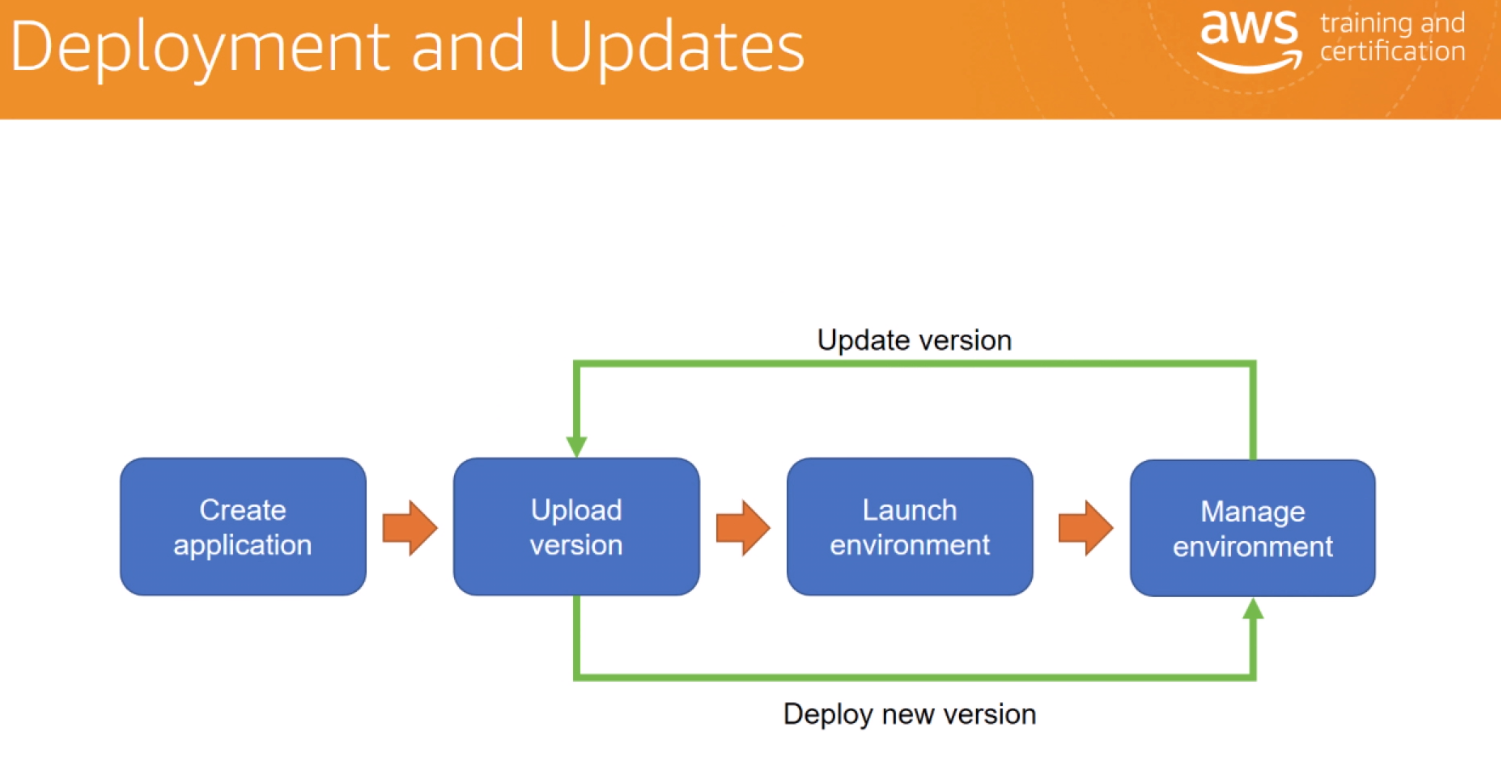 Deployment and Updates
aws
training and
certification
Update version
Create
application
Upload
version
Launch
environment
Manage
environment
Deploy new version